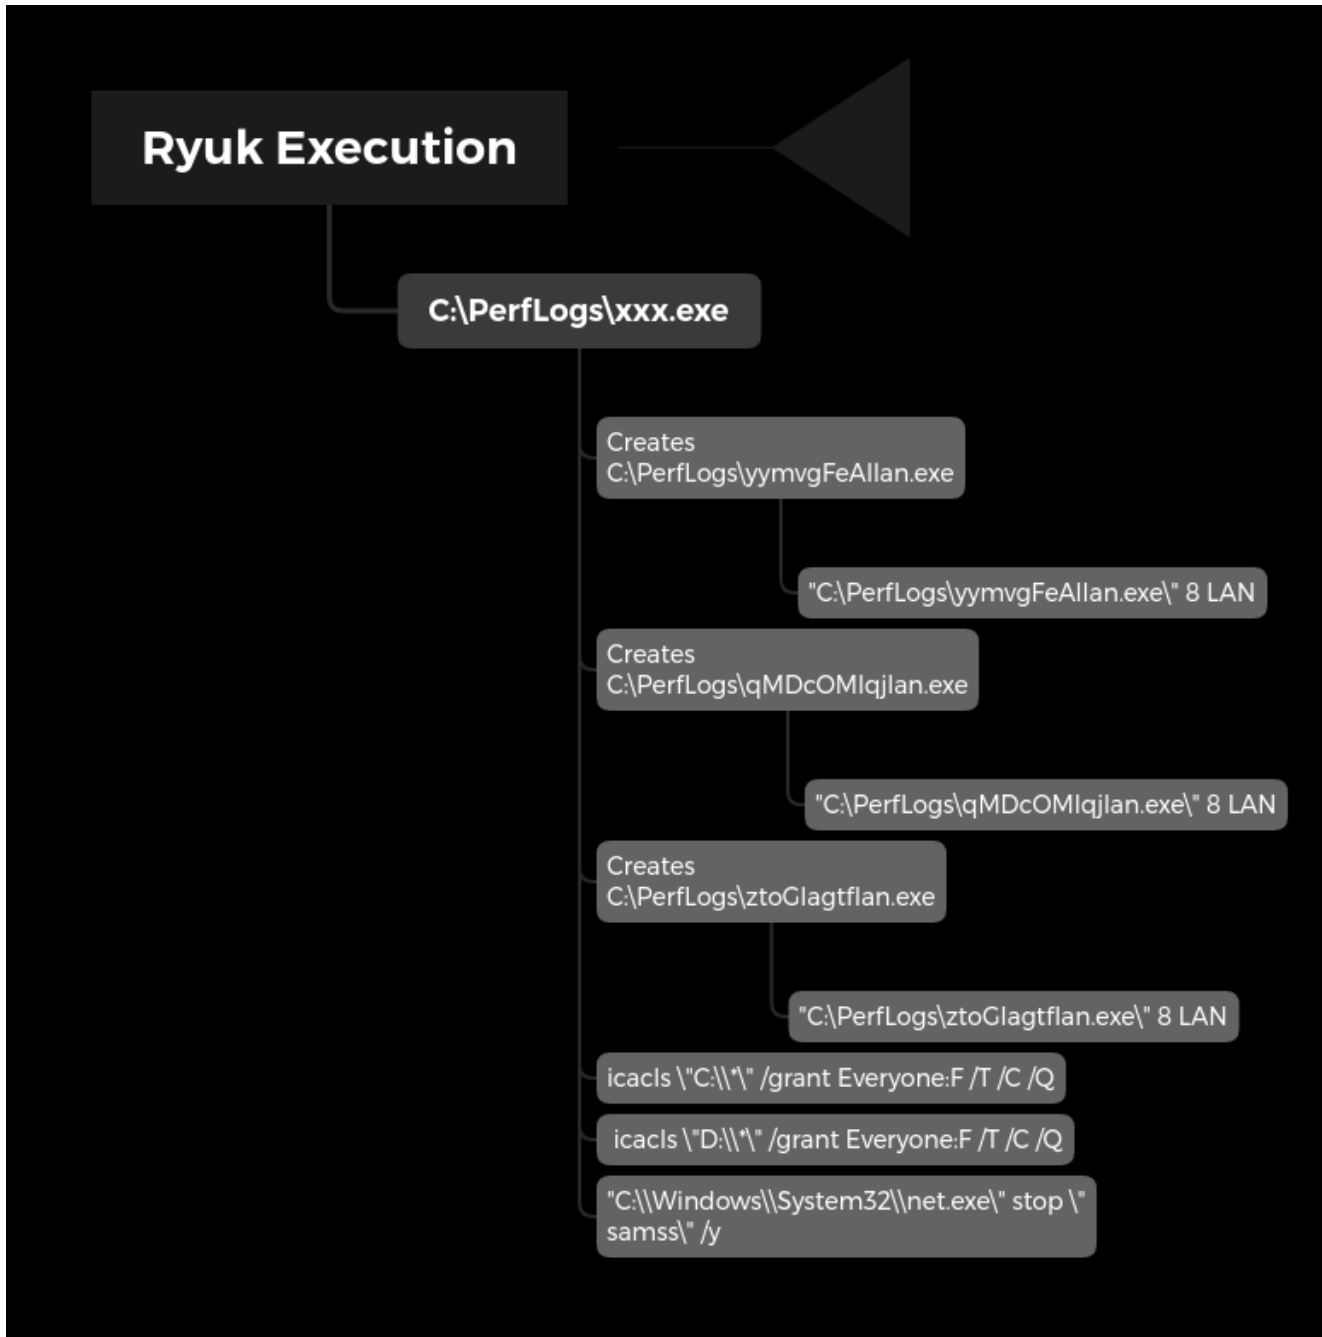 Ryuk Execution
C:\PerfLogs\xxx.exe
Creates
C:\PerfLogs\yymvgFeAllan.exe
"C:\PerfLogs\yymvgFeAllan.exe\" 8 LAN
Creates
C:\PerfLogs\qMDcOMlqjlan.exe
"C:\PerfLogs\qMDcOMlqjlan.exe\" 8 LAN
Creates
C:\PerfLogs\ztoGlagtflan.exe
"C:\PerfLogs\ztoGlagtflan.exe\" 8 LAN
icacls \"C:\\*\" /grant Everyone:F /T /C /Q
icacls \"D:\\*\" /grant Everyone:F /T /C /Q
"C:\\Windows\\System32\\net.exe\" stop \"
samss\" /y